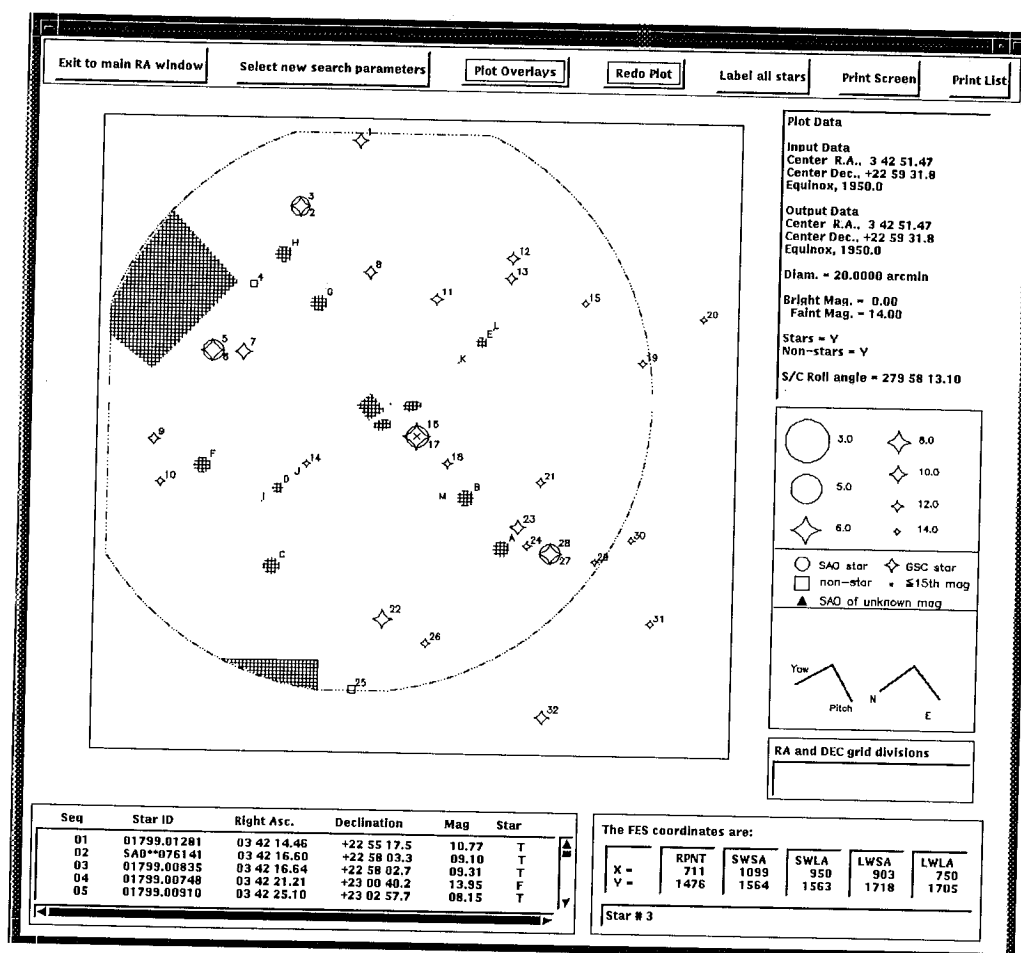 Exit to main RA window
Select new search parameters
Plot Overlays
Redo Plot
Label all stars
Print Screen
Print List
Plot Data
Input Data
Center R.A., 3 42 51.47
Center Dec., +22 59 31.8
Equinox, 1950.0
Output Data
Center R.A., 3 42 51.47
Center Dec., +22 59 31.8
Equinox, 1950.0
Diam. = 20.0000 arcmin
Bright Mag. = 0.00
Faint Mag. = 14.00
Stars = Y
Non-stars = Y
S/C Roll angle = 279 58 13.10
1
3
2
H
4
G
8
12
13
11
15
20
E
L
K
19
5
6
7
16
17
9
F
10
14
J
D
I
18
M
B
21
23
A
24
28
27
30
29
C
22
26
31
25
32
3.0
8.0
10.0
5.0
12.0
6.0
14.0
SAO star
GSC star
non-star
≤15th mag
SAO of unknown mag
Yaw
Pitch
N
E
RA and DEC grid divisions
Seq Star ID Right Asc. Declination Mag Star
01 01799.01281 03 42 14.46 +22 55 17.5 10.77 T
02 SAO**076141 03 42 16.60 +22 58 03.3 09.10 T
03 01799.00835 03 42 16.64 +22 58 02.7 09.31 T
04 01799.00748 03 42 21.21 +23 00 40.2 13.95 F
05 01799.00910 03 42 25.10 +23 02 57.7 08.15 T
The FES coordinates are:
RPNT SWSA SWLA LWSA LWLA
X = 711 1099 950 903 750
Y = 1476 1564 1563 1718 1705
Star # 3